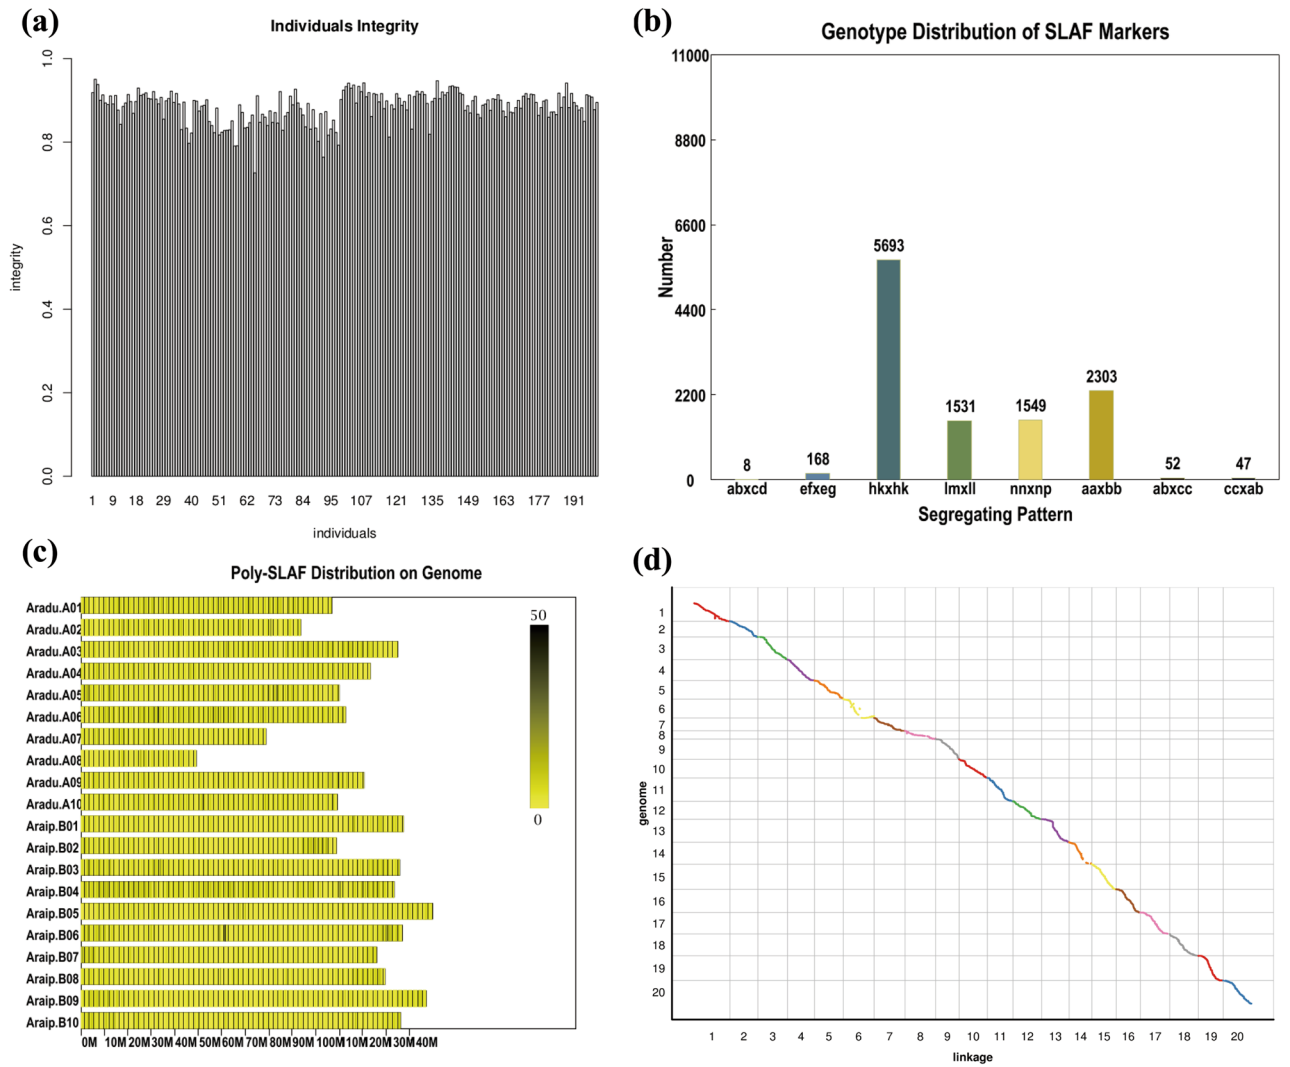 (a)
Individuals Integrity
1.0
0.8
0.6
0.4
0.2
0.0
integrity
1 9 18 29 40 51 62 73 84 95 107 121 135 149 163 177 191
individuals
(b)
Genotype Distribution of SLAF Markers
11000
8800
6600
4400
2200
0
Number
8 168 5693 1531 1549 2303 52 47
abxcd efxeg hkxhk lmxll nnxnp aaxbb abxcc ccxab
Segregating Pattern
(c)
Poly-SLAF Distribution on Genome
Aradu.A01
Aradu.A02
Aradu.A03
Aradu.A04
Aradu.A05
Aradu.A06
Aradu.A07
Aradu.A08
Aradu.A09
Aradu.A10
Araip.B01
Araip.B02
Araip.B03
Araip.B04
Araip.B05
Araip.B06
Araip.B07
Araip.B08
Araip.B09
Araip.B10
0M 10M 20M 30M 40M 50M 60M 70M 80M 90M 100M 110M 120M 130M 140M
50
0
(d)
1
2
3
4
5
6
7
8
9
10
11
12
13
14
15
16
17
18
19
20
genome
1 2 3 4 5 6 7 8 9 10 11 12 13 14 15 16 17 18 19 20
linkage